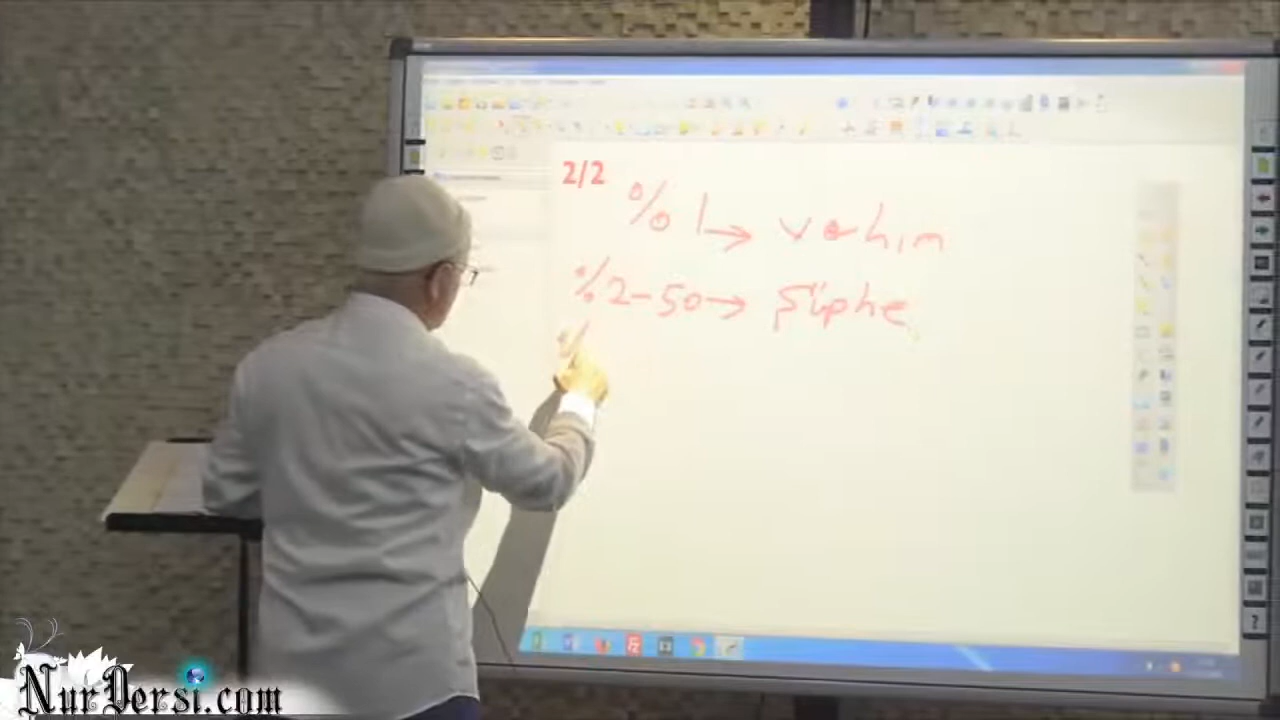 2/2
% 1 → vehim
%2-50 → şüphe
%
NurDersi.com